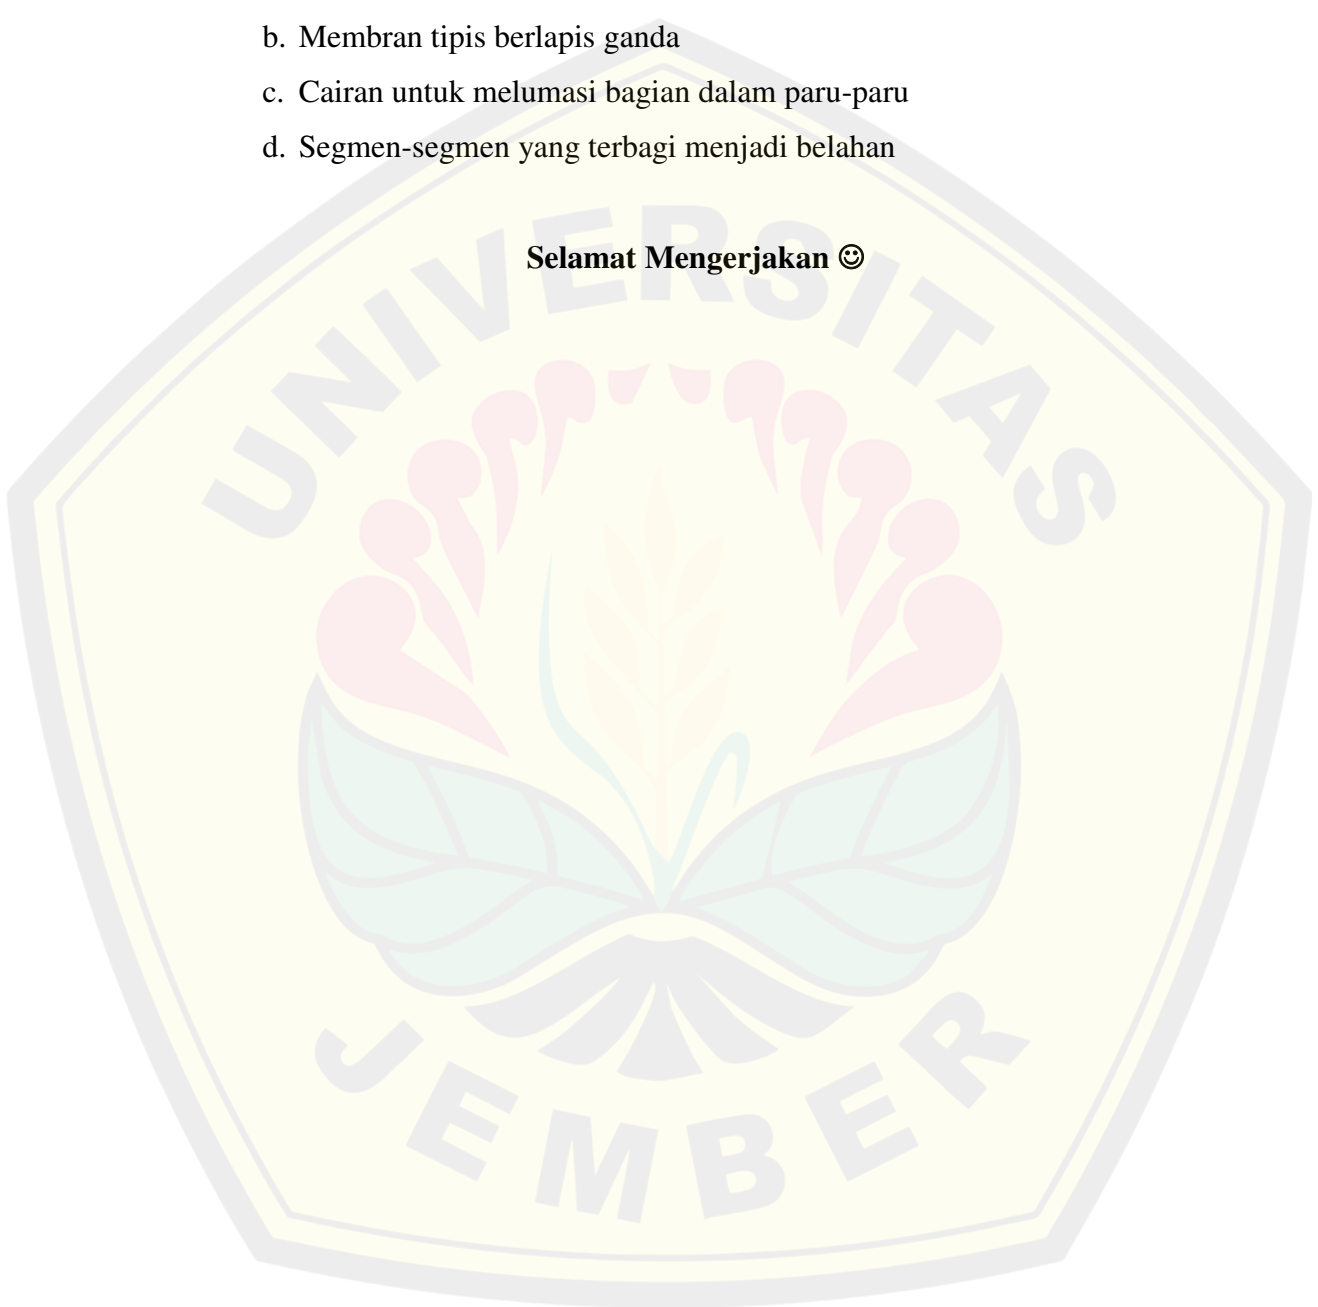 b. Membran tipis berlapis ganda
c. Cairan untuk melumasi bagian dalam paru-paru
d. Segmen-segmen yang terbagi menjadi belahan
Selamat Mengerjakan ☺
UNIVERSITAS
JEMBER